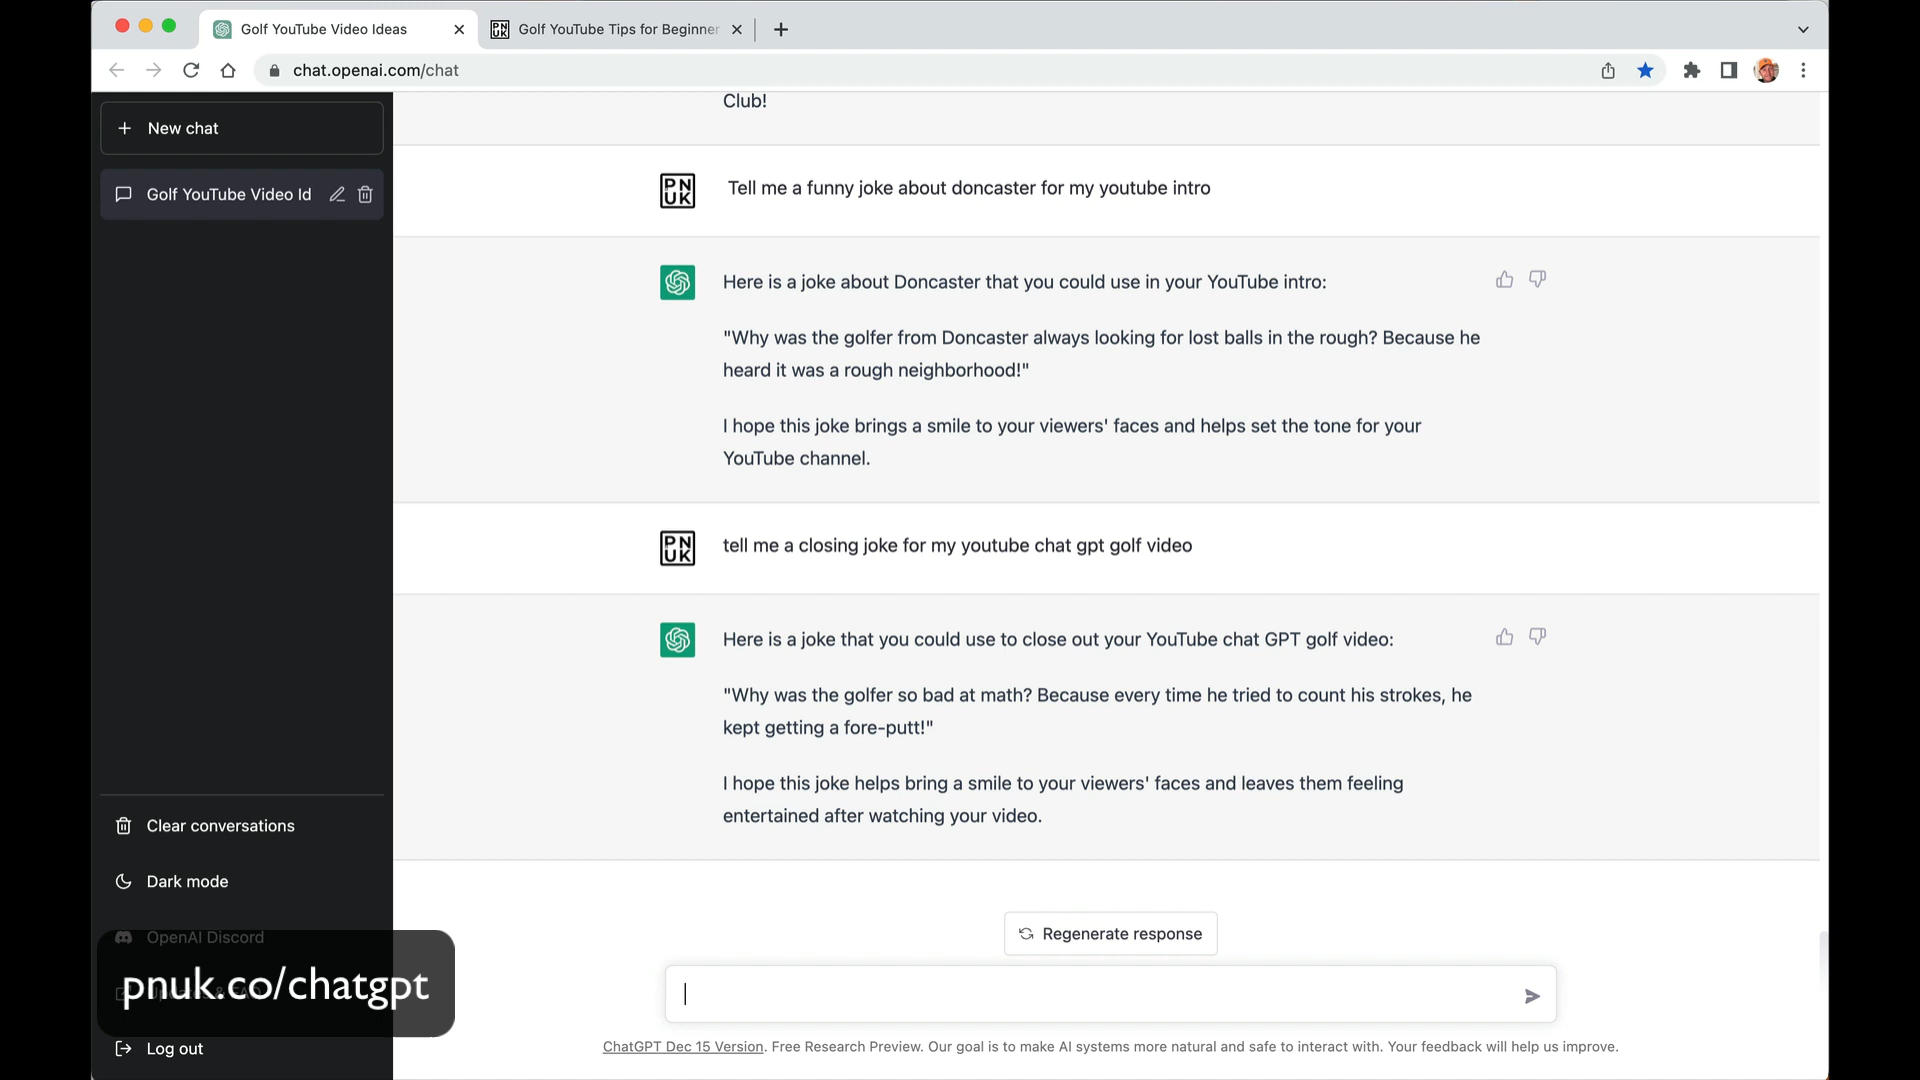 Golf YouTube Video Ideas
Golf YouTube Tips for Beginner
chat.openai.com/chat
New chat
Golf YouTube Video Id
Club!
PN
UK
Tell me a funny joke about doncaster for my youtube intro
Here is a joke about Doncaster that you could use in your YouTube intro:
"Why was the golfer from Doncaster always looking for lost balls in the rough? Because he
heard it was a rough neighborhood!"
I hope this joke brings a smile to your viewers' faces and helps set the tone for your
YouTube channel.
PN
UK
tell me a closing joke for my youtube chat gpt golf video
Here is a joke that you could use to close out your YouTube chat GPT golf video:
"Why was the golfer so bad at math? Because every time he tried to count his strokes, he
kept getting a fore-putt!"
I hope this joke helps bring a smile to your viewers' faces and leaves them feeling
entertained after watching your video.
Clear conversations
Dark mode
OpenAI Discord
pnuk.co/chatgpt
Log out
Regenerate response
ChatGPT Dec 15 Version. Free Research Preview. Our goal is to make AI systems more natural and safe to interact with. Your feedback will help us improve.